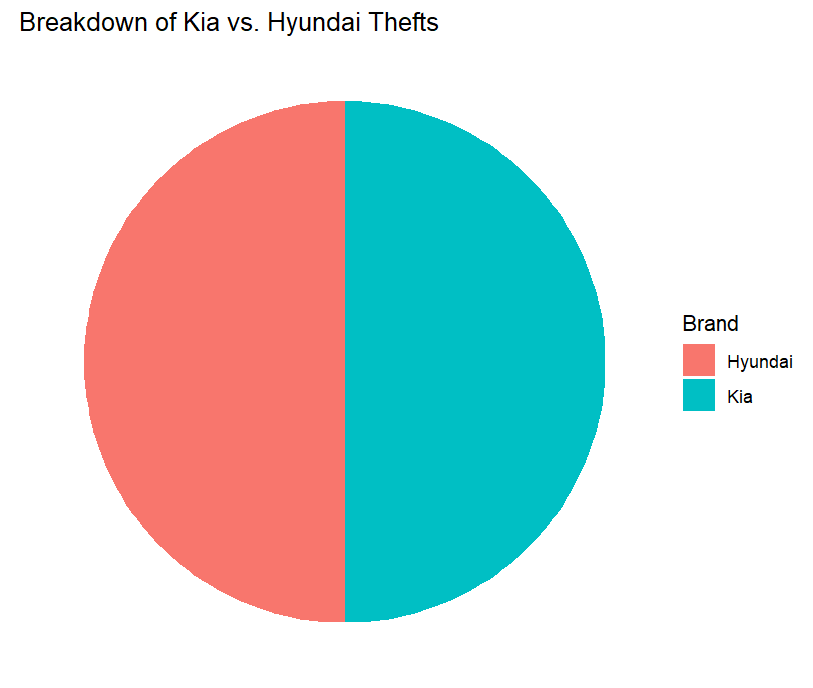 Breakdown of Kia vs. Hyundai Thefts
Brand
Hyundai
Kia